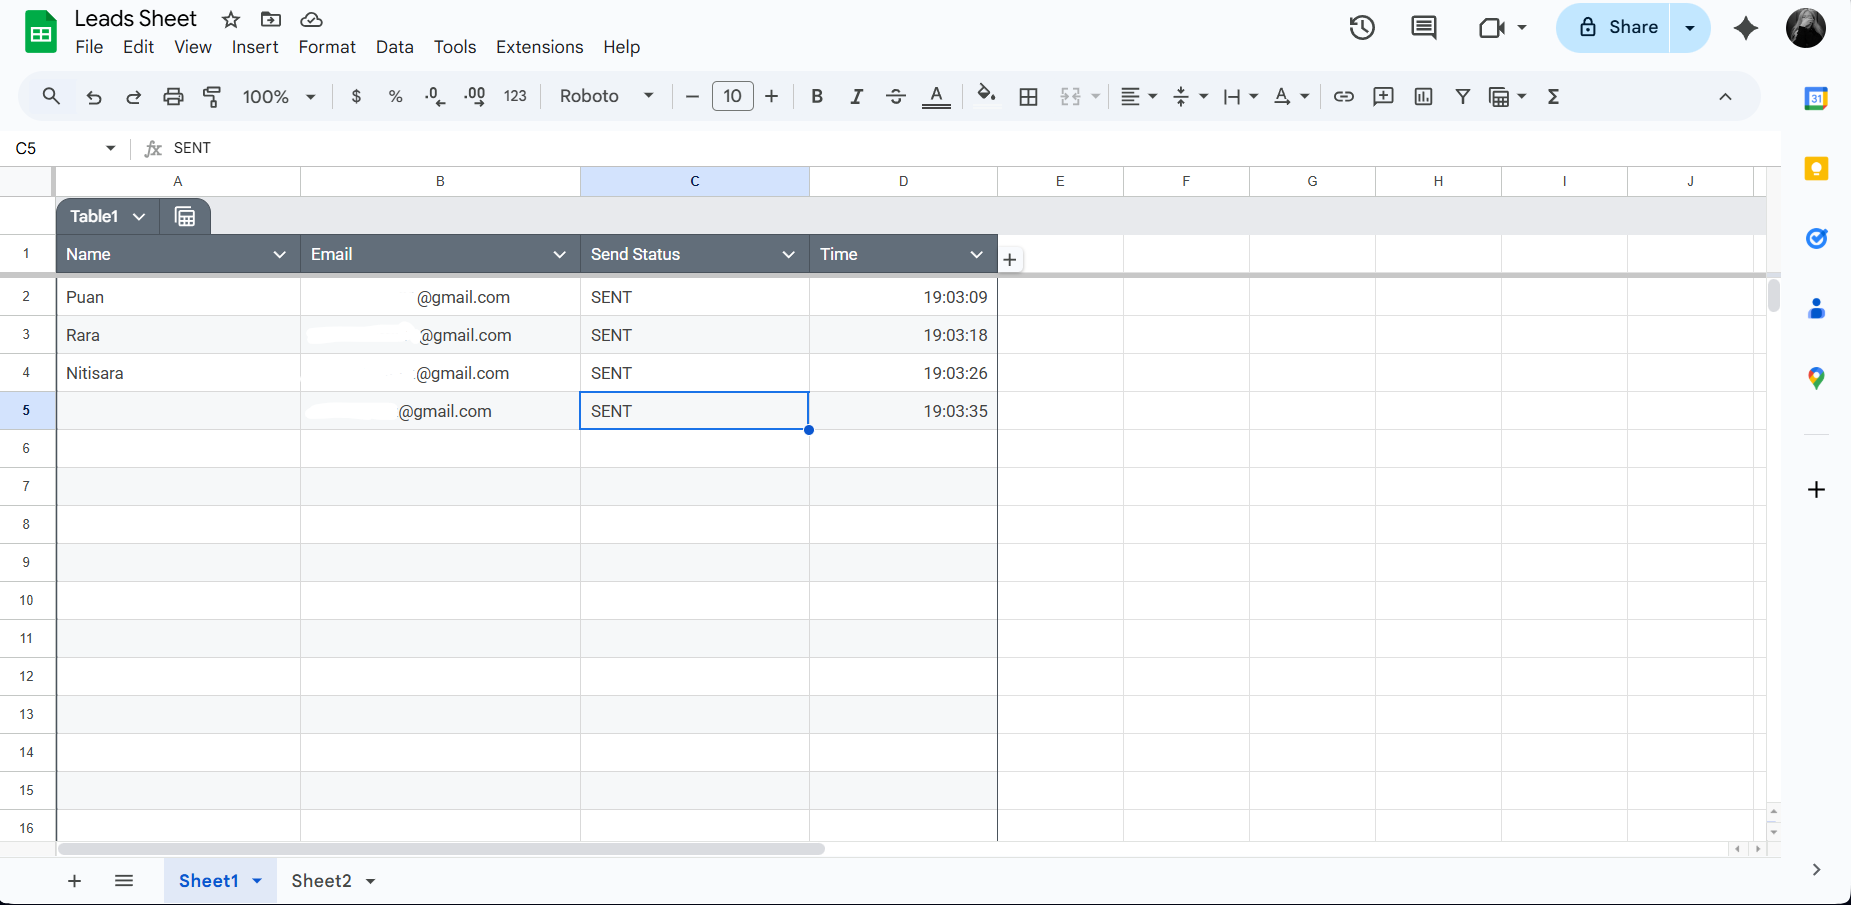 Leads Sheet
File Edit View Insert Format Data Tools Extensions Help
Share
100% $ % .0 .00 123 Roboto 10 B I A A Σ
31
C5 fx SENT
A B C D E F G H I J
Table1
1 Name Email Send Status Time
2 Puan @gmail.com SENT 19:03:09
3 Rara @gmail.com SENT 19:03:18
4 Nitisara @gmail.com SENT 19:03:26
5 @gmail.com SENT 19:03:35
6
7
8
9
10
11
12
13
14
15
16
Sheet1 Sheet2